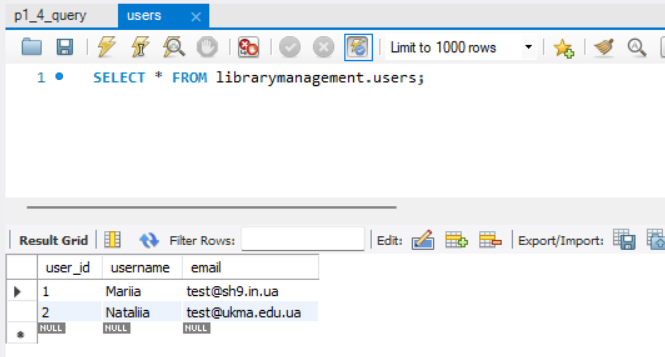 p1_4_query users
Limit to 1000 rows
1 SELECT * FROM librarymanagement.users;
Result Grid Filter Rows: Edit: Export/Import:
user_id username email
1 Mariia test@sh9.in.ua
2 Nataliia test@ukma.edu.ua
NULL NULL NULL